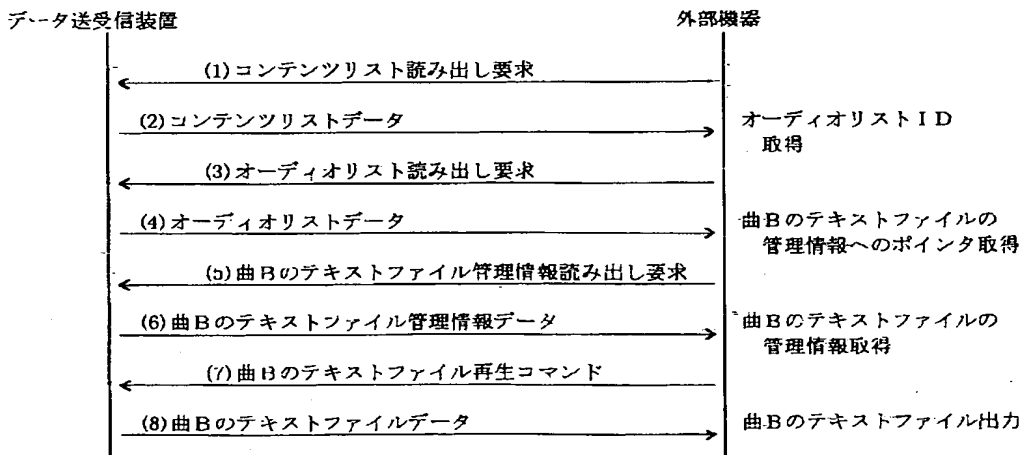 データ送受信装置
外部機器
(1)コンテンツリスト読み出し要求
(2)コンテンツリストデータ
オーディオリストID
取得
(3)オーディオリスト読み出し要求
(4)オーディオリストデータ
曲Bのテキストファイルの
管理情報へのポインタ取得
(5)曲Bのテキストファイル管理情報読み出し要求
(6)曲Bのテキストファイル管理情報データ
曲Bのテキストファイルの
管理情報取得
(7)曲Bのテキストファイル再生コマンド
(8)曲Bのテキストファイルデータ
曲Bのテキストファイル出力